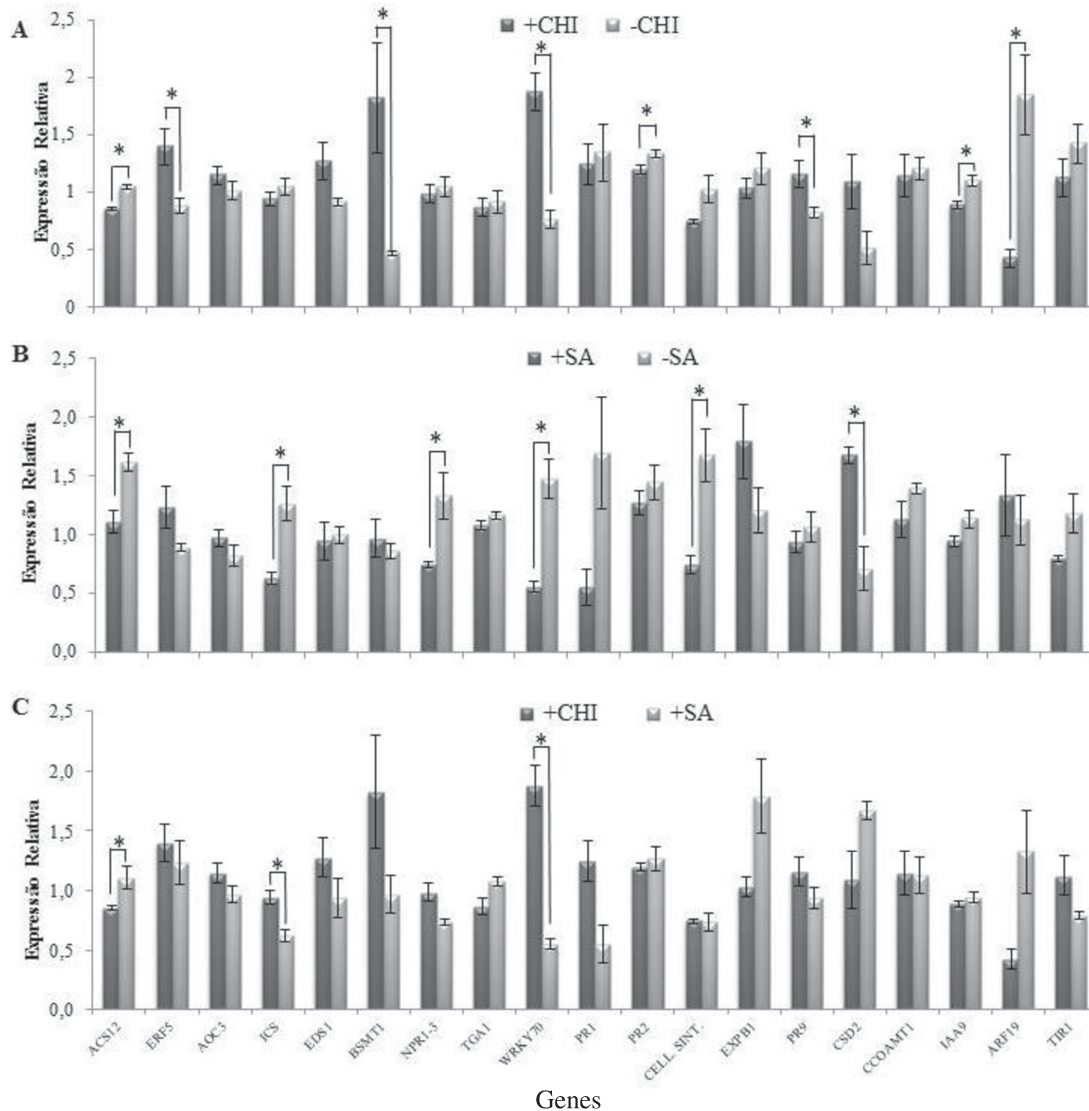 A
+CHI -CHI
Expressão Relativa
2,5
2
1,5
1
0,5
0
* * * * * * * *
B
+SA -SA
Expressão Relativa
2,5
2,0
1,5
1,0
0,5
0,0
* * * * * *
C
+CHI +SA
Expressão Relativa
2,5
2,0
1,5
1,0
0,5
0,0
* * *
ACS12 ERF5 AOC3 ICS EDS1 BSMT1 NPR1-3 TGA1 WRKY70 PR1 PR2 CELL SINT. EXPB1 PR9 CSD2 CCOAMT1 IAA9 ARF19 TIR1
Genes